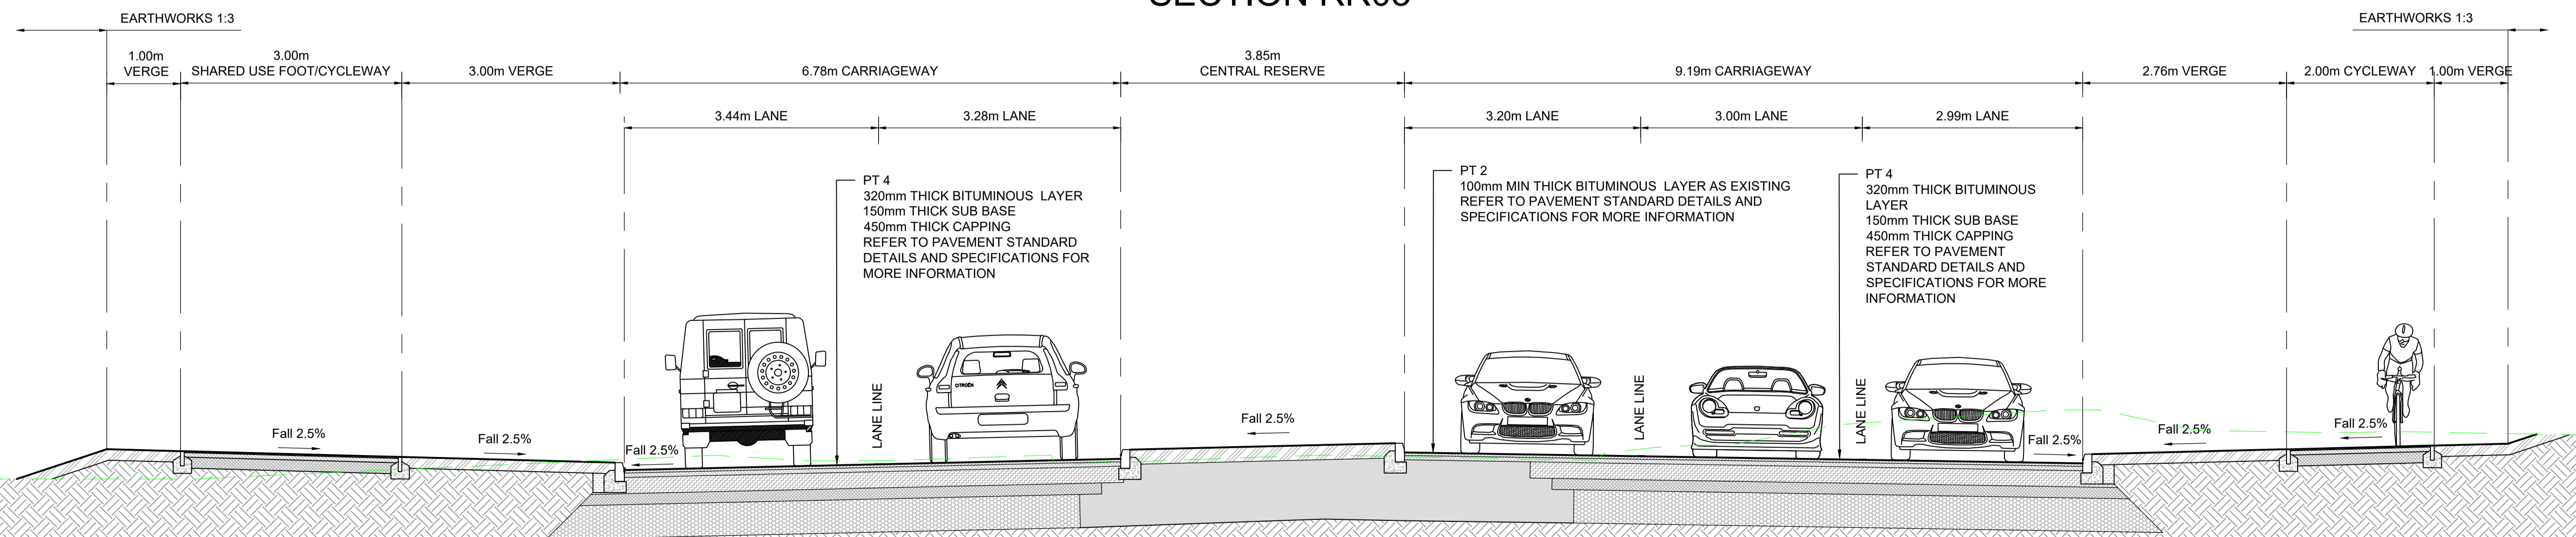 EARTHWORKS 1:3
EARTHWORKS 1:3
1.00m
VERGE
3.00m
SHARED USE FOOT/CYCLEWAY
3.00m VERGE
6.78m CARRIAGEWAY
3.85m
CENTRAL RESERVE
9.19m CARRIAGEWAY
2.76m VERGE
2.00m CYCLEWAY
1.00m VERGE
3.44m LANE
3.28m LANE
3.20m LANE
3.00m LANE
2.99m LANE
PT 4
320mm THICK BITUMINOUS LAYER
150mm THICK SUB BASE
450mm THICK CAPPING
REFER TO PAVEMENT STANDARD
DETAILS AND SPECIFICATIONS FOR
MORE INFORMATION
PT 2
100mm MIN THICK BITUMINOUS LAYER AS EXISTING
REFER TO PAVEMENT STANDARD DETAILS AND
SPECIFICATIONS FOR MORE INFORMATION
PT 4
320mm THICK BITUMINOUS
LAYER
150mm THICK SUB BASE
450mm THICK CAPPING
REFER TO PAVEMENT
STANDARD DETAILS AND
SPECIFICATIONS FOR MORE
INFORMATION
LANE LINE
CITROËN
LANE LINE
LANE LINE
Fall 2.5%
Fall 2.5%
Fall 2.5%
Fall 2.5%
Fall 2.5%
Fall 2.5%
Fall 2.5%